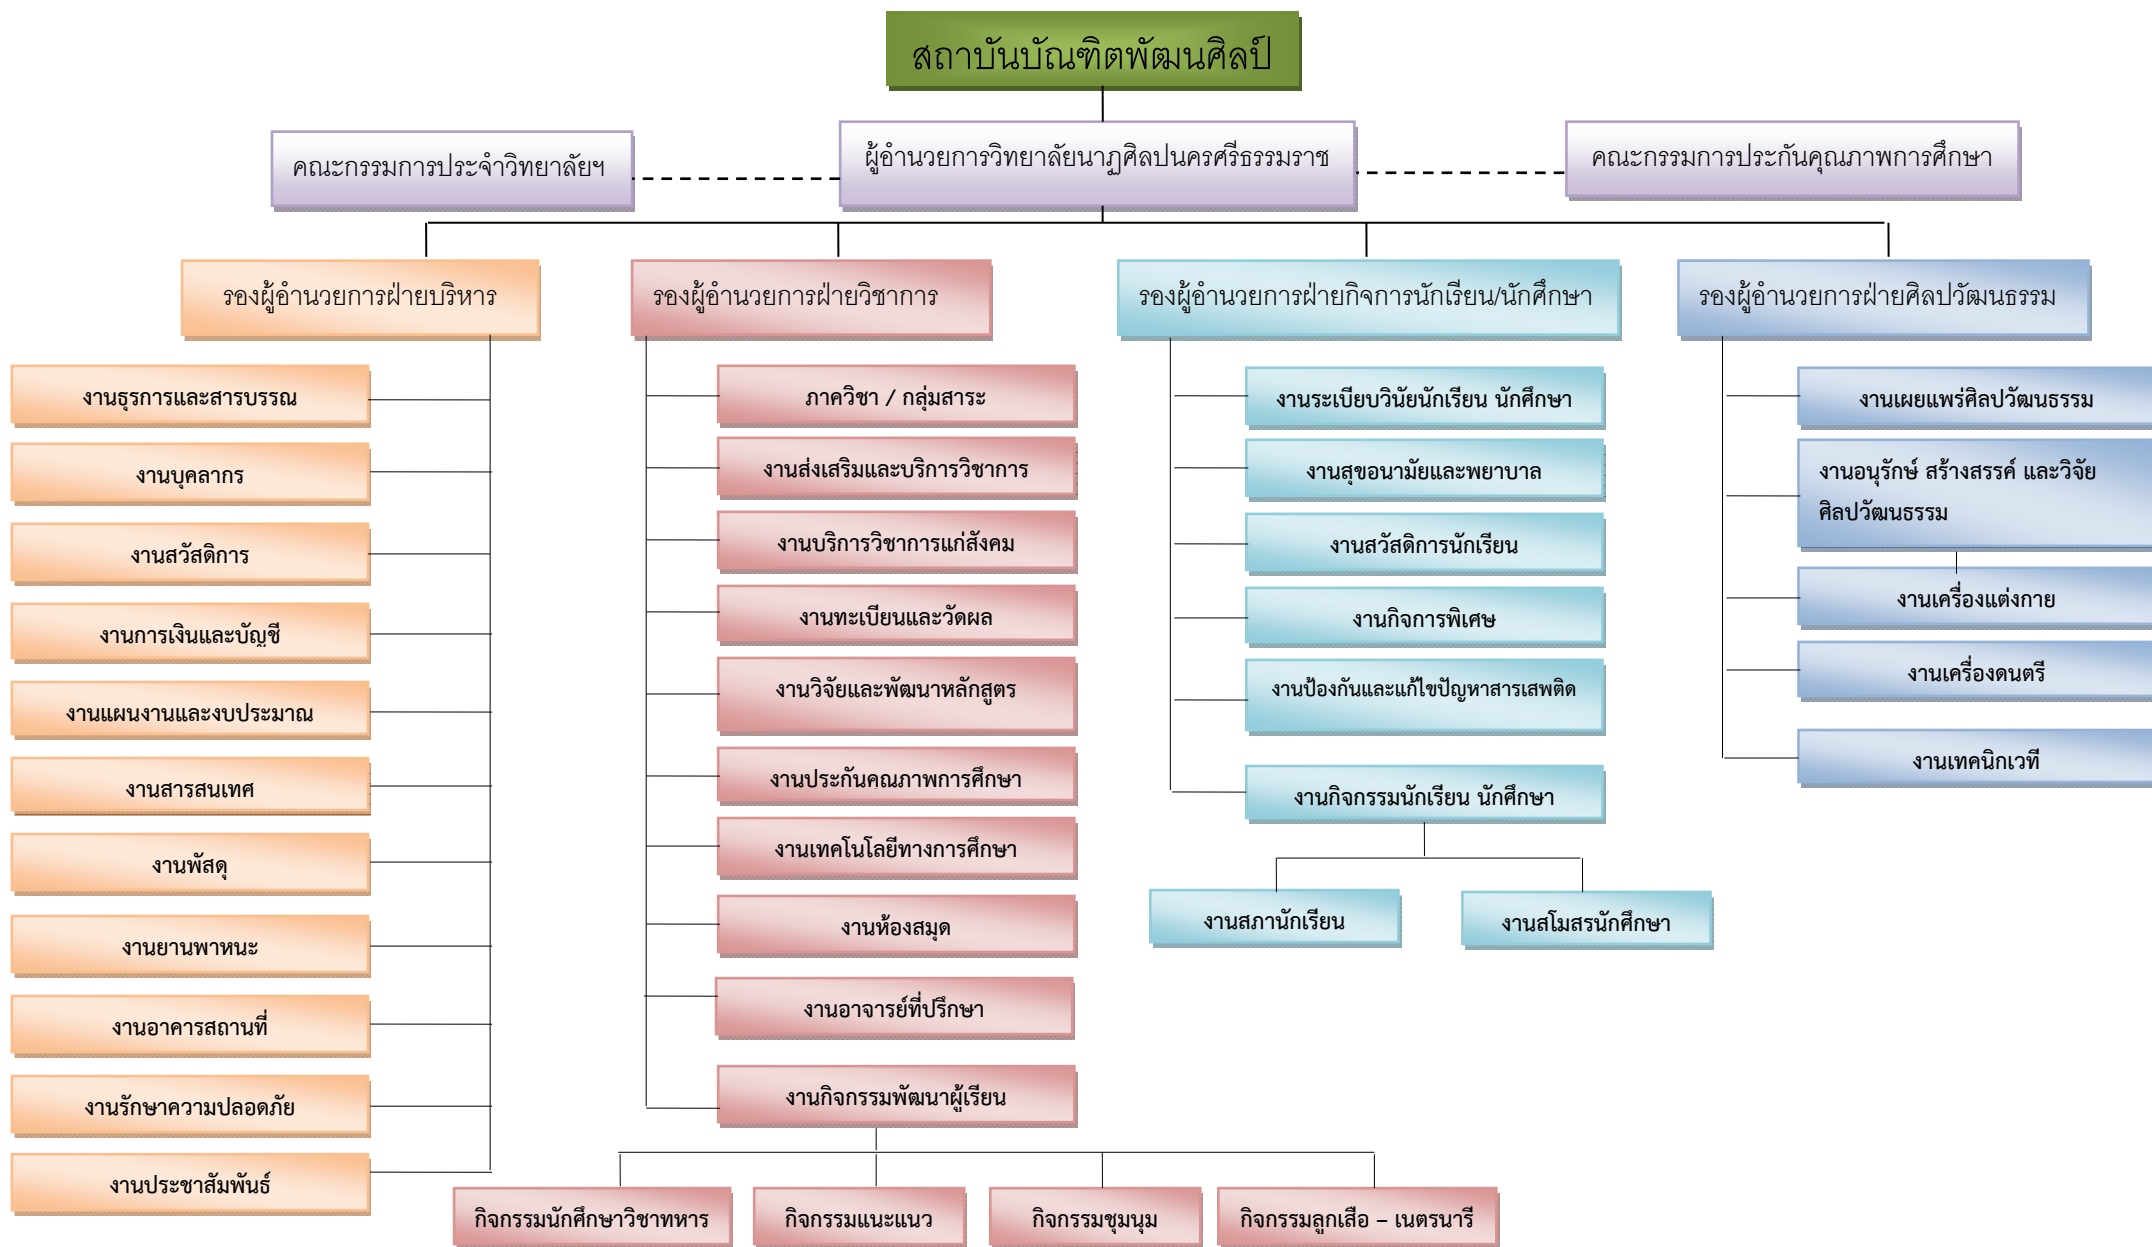 สถาบันบัณฑิตพัฒนศิลป์
คณะกรรมการประจำวิทยาลัยฯ
ผู้อำนวยการวิทยาลัยนาฏศิลปนครศรีธรรมราช
คณะกรรมการประกันคุณภาพการศึกษา
รองผู้อำนวยการฝ่ายบริหาร
งานธุรการและสารบรรณ
งานบุคลากร
งานสวัสดิการ
งานการเงินและบัญชี
งานแผนงานและงบประมาณ
งานสารสนเทศ
งานพัสดุ
งานยานพาหนะ
งานอาคารสถานที่
งานรักษาความปลอดภัย
งานประชาสัมพันธ์
รองผู้อำนวยการฝ่ายวิชาการ
ภาควิชา / กลุ่มสาระ
งานส่งเสริมและบริการวิชาการ
งานบริการวิชาการแก่สังคม
งานทะเบียนและวัดผล
งานวิจัยและพัฒนาหลักสูตร
งานประกันคุณภาพการศึกษา
งานเทคโนโลยีทางการศึกษา
งานห้องสมุด
งานอาจารย์ที่ปรึกษา
งานกิจกรรมพัฒนาผู้เรียน
กิจกรรมนักศึกษาวิชาทหาร
กิจกรรมแนะแนว
กิจกรรมชุมนุม
กิจกรรมลูกเสือ – เนตรนารี
รองผู้อำนวยการฝ่ายกิจการนักเรียน/นักศึกษา
งานระเบียบวินัยนักเรียน นักศึกษา
งานสุขอนามัยและพยาบาล
งานสวัสดิการนักเรียน
งานกิจการพิเศษ
งานป้องกันและแก้ไขปัญหาสารเสพติด
งานกิจกรรมนักเรียน นักศึกษา
งานสภานักเรียน
งานสโมสรนักศึกษา
รองผู้อำนวยการฝ่ายศิลปวัฒนธรรม
งานเผยแพร่ศิลปวัฒนธรรม
งานอนุรักษ์ สร้างสรรค์ และวิจัย
ศิลปวัฒนธรรม
งานเครื่องแต่งกาย
งานเครื่องดนตรี
งานเทคนิกเวที